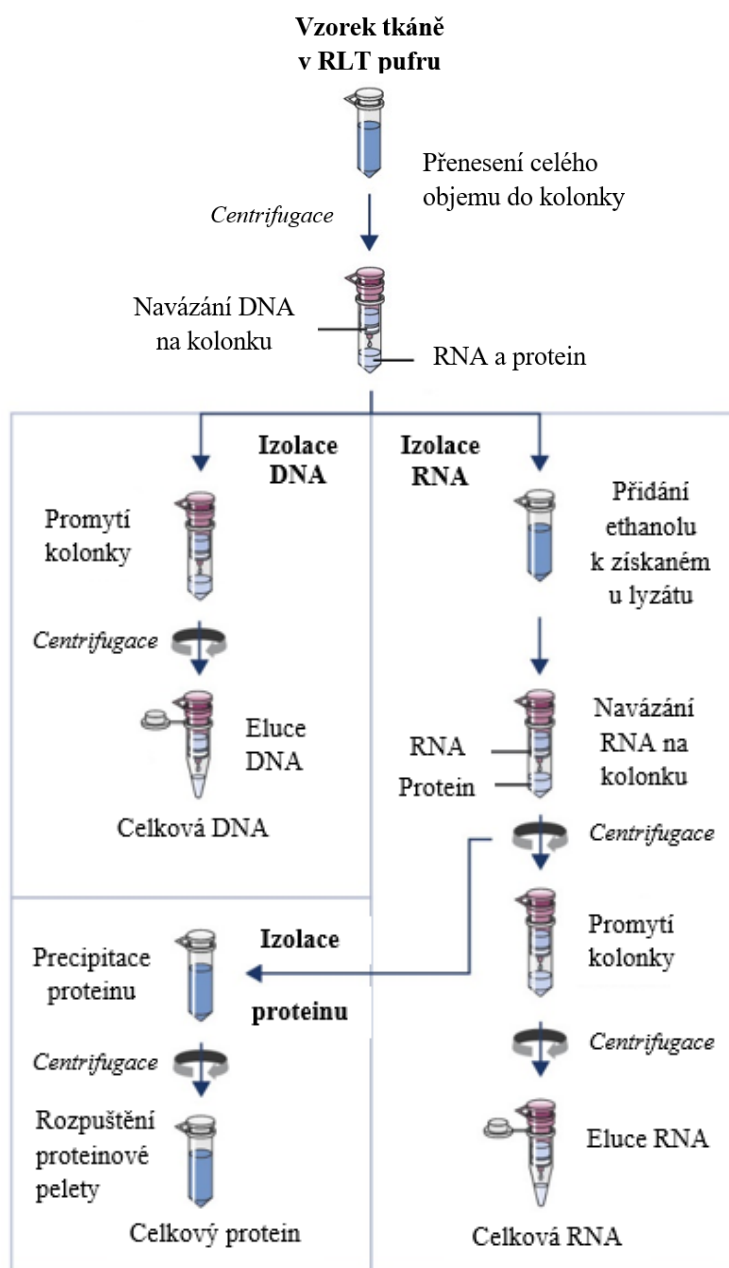 Vzorek tkáně
v RLT pufru
Přenesení celého
objemu do kolonky
Centrifugace
Navázání DNA
na kolonku
RNA a protein
Izolace
DNA
Promytí
kolonky
Centrifugace
Eluce
DNA
Celková DNA
Izolace
RNA
Přidání
ethanolu
k získaném
u lyzátu
Navázání
RNA na
kolonku
RNA
Protein
Centrifugace
Promytí
kolonky
Centrifugace
Eluce RNA
Celková RNA
Izolace
proteinu
Precipitace
proteinu
Centrifugace
Rozpuštění
proteinové
pelety
Celkový protein